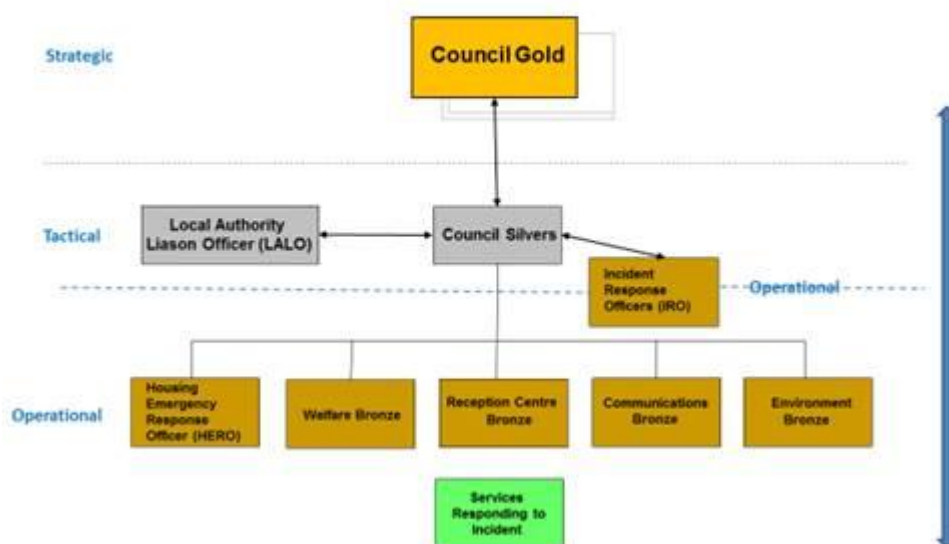 Strategic
Council Gold
Tactical
Local Authority
Liason Officer (LALO)
Council Silvers
Incident
Response
Officers (IRO)
Operational
Operational
Housing
Emergency
Response
Officer (HERO)
Welfare Bronze
Reception Centre
Bronze
Communications
Bronze
Environment
Bronze
Services
Responding to
Incident